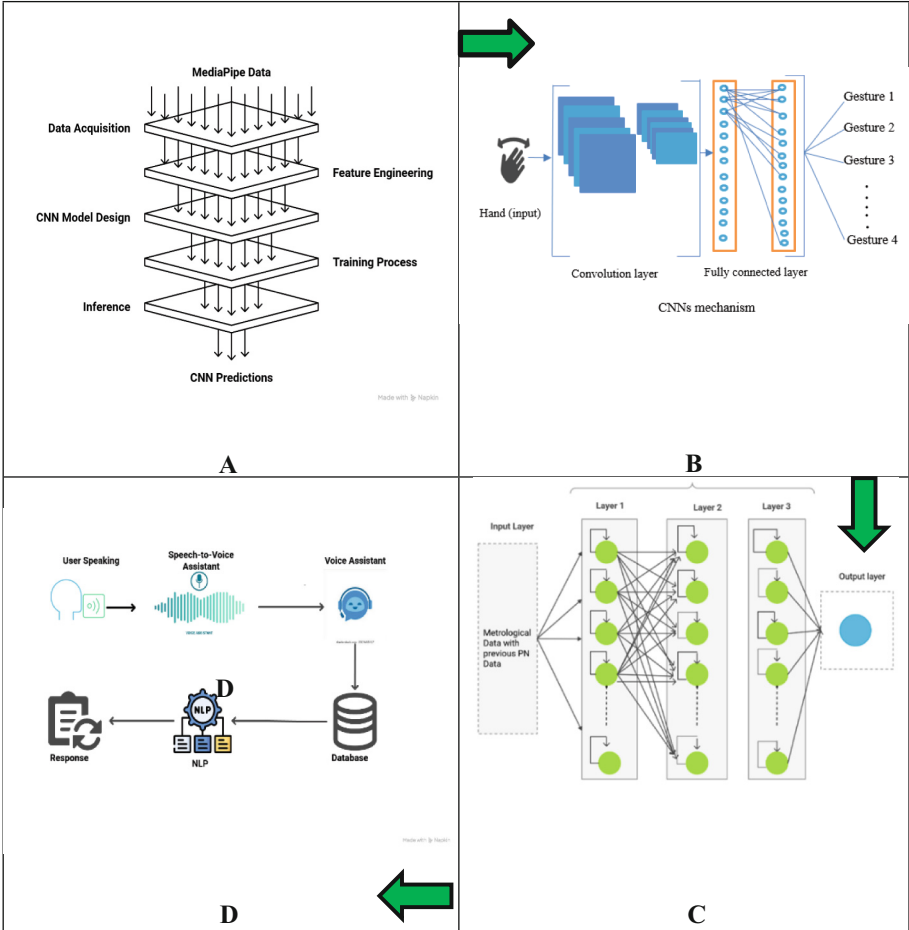 MediaPipe Data
Data Acquisition
Feature Engineering
CNN Model Design
Training Process
Inference
CNN Predictions
Made with Napkin
A
Hand (input)
Convolution layer
Fully connected layer
Gesture 1
Gesture 2
Gesture 3
Gesture 4
CNNs mechanism
B
User Speaking
Speech-to-Voice
Assistant
Voice Assistant
D
NLP
Response
NLP
Database
Made with Napkin
D
Layer 1
Layer 2
Layer 3
Input Layer
Output layer
Metrological
Data with
previous PN
Data
C